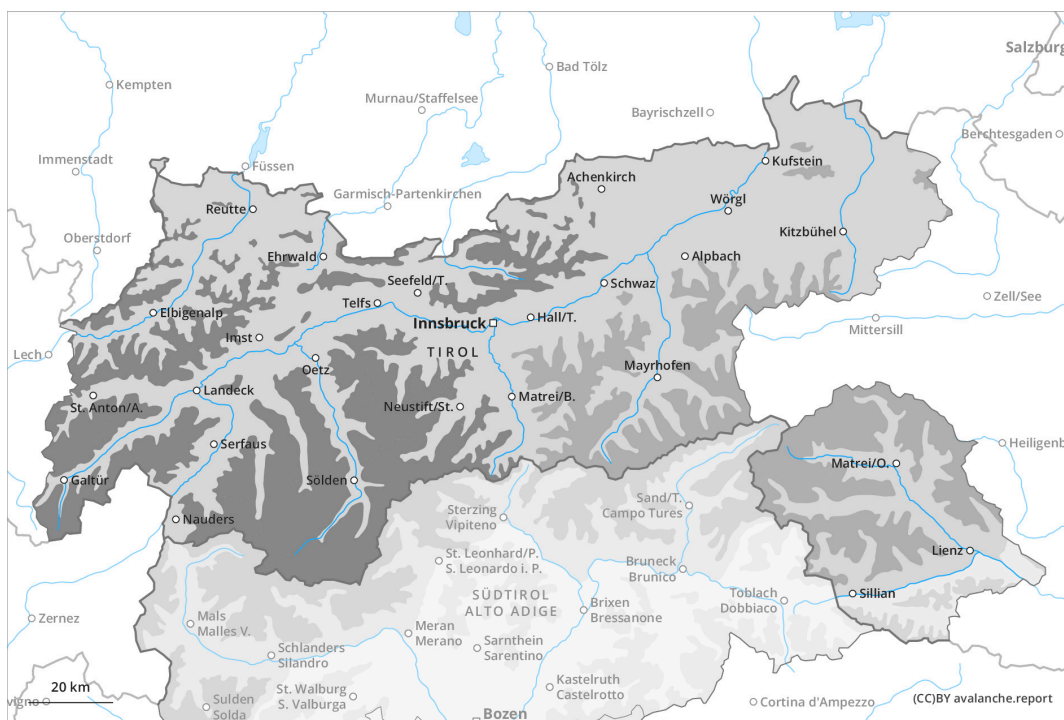 Salzburg
Kempten
Bad Tölz
Murnau/Staffelsee
Bayrischzell
Berchtesgaden
Immenstadt
Füssen
Kufstein
Garmisch-Partenkirchen
Achenkirch
Reutte
Wörgl
Oberstdorf
Kitzbühel
Ehrwald
Alpbach
Seefeld/T.
Schwaz
Zell/See
Telfs
Elbigenalp
Innsbruck
Hall/T.
Mittersill
Imst
Lech
TIROL
Oetz
Mayrhofen
Landeck
St. Anton/A.
Neustift/St.
Matrei/B.
Serfaus
Heiligenb
Matrei/O.
Galtür
Sölden
Sand/T.
Campo Tures
Sterzing
Vipiteno
Nauders
Lienz
St. Leonhard/P.
S. Leonardo i. P.
Bruneck
Brunico
SÜDTIROL
ALTO ADIGE
Sillian
Toblach
Dobbiaco
Brixen
Bressanone
Zernez
Mals
Malles V.
Meran
Merano
Sarnthein
Sarentino
Schlanders
Silandro
20 km
Kastelruth
Castelrotto
St. Walburg
S. Valburga
vigno
Sulden
Solda
Cortina d'Ampezzo
(CC)BY avalanche.report
Bozen